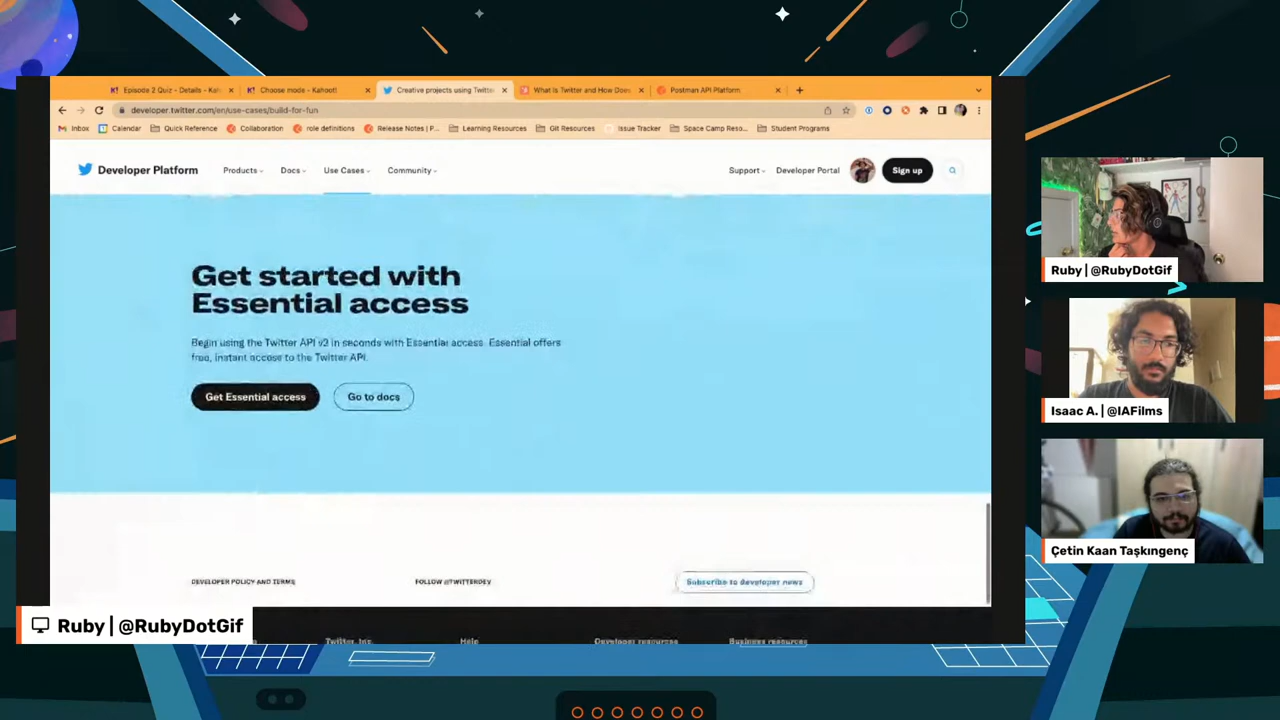 Episode 2 Quiz - Details - Kah
Choose mode - Kahoot!
Creative projects using Twitter
What Is Twitter and How Does
Postman API Platform
developer.twitter.com/en/use-cases/build-for-fun
Inbox
Calendar
Quick Reference
Collaboration
role definitions
Release Notes | P...
Learning Resources
Git Resources
Issue Tracker
Space Camp Reso...
Student Programs
Developer Platform
Products
Docs
Use Cases
Community
Support
Developer Portal
Sign up
Get started with
Essential access
Begin using the Twitter API v2 in seconds with Essential access. Essential offers
free, instant access to the Twitter API.
Get Essential access
Go to docs
DEVELOPER POLICY AND TERMS
FOLLOW @TWITTERDEV
Subscribe to developer news
Twitter, Inc.
Help
Developer resources
Business resources
Ruby | @RubyDotGif
Ruby | @RubyDotGif
Isaac A. | @IAFilms
Çetin Kaan Taşkıngenç